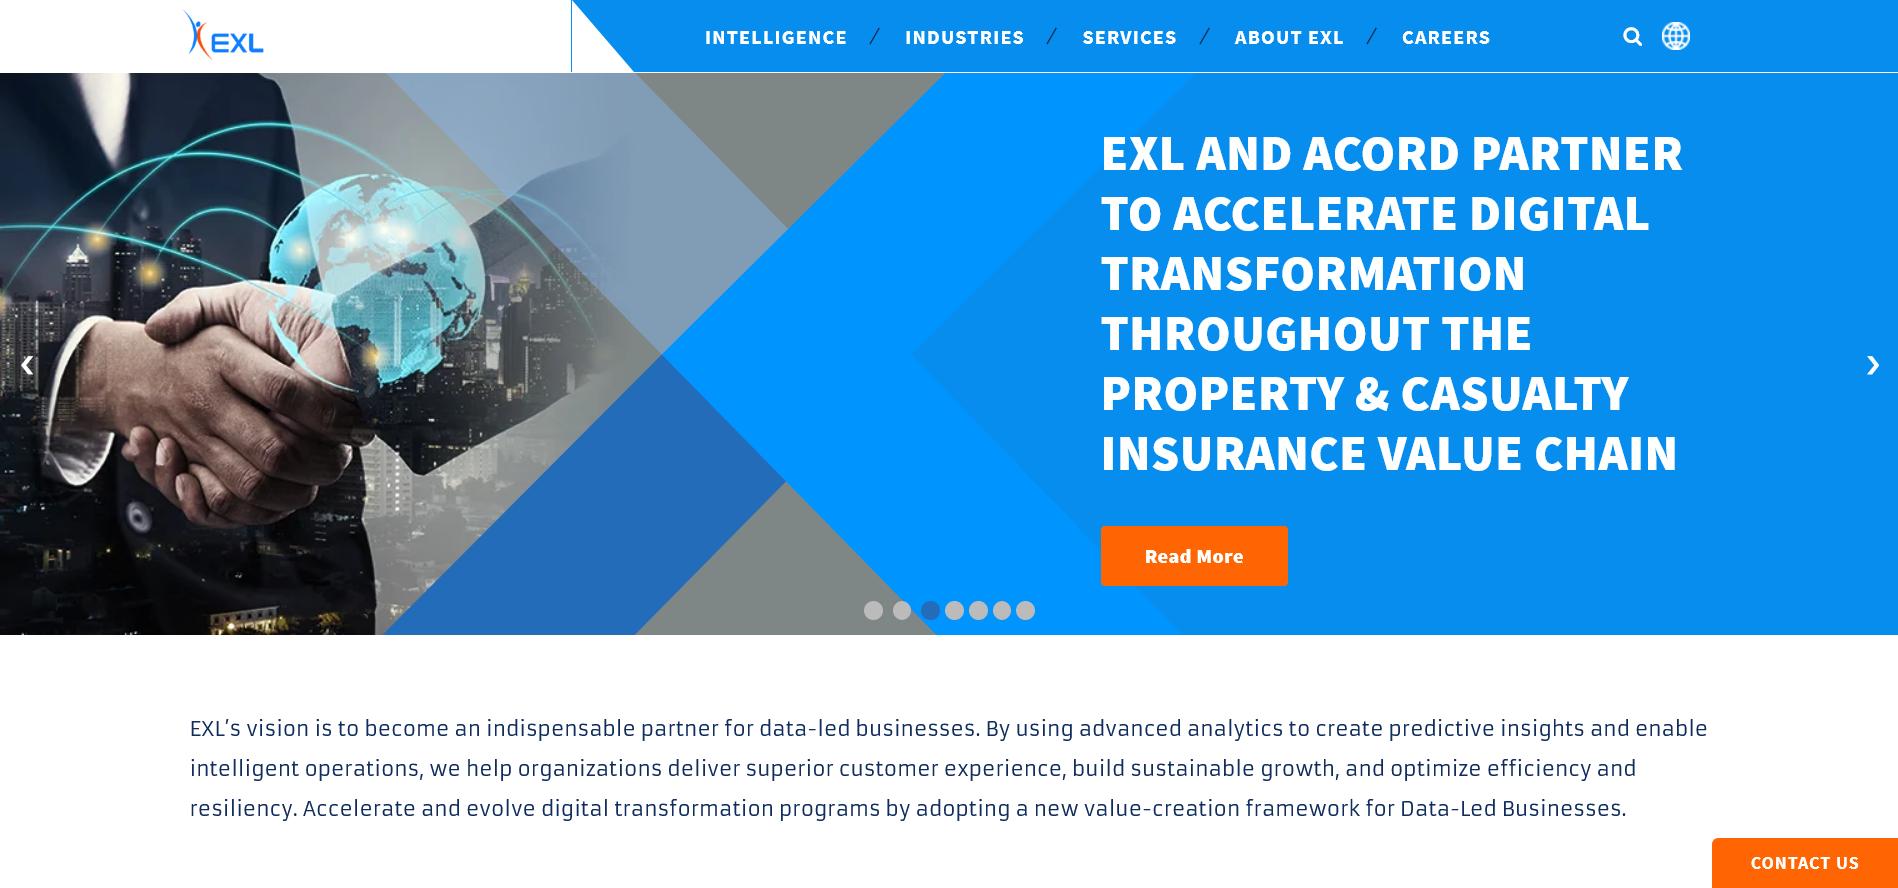 EXL
INTELLIGENCE / INDUSTRIES / SERVICES / ABOUT EXL / CAREERS
EXL AND ACORD PARTNER
TO ACCELERATE DIGITAL
TRANSFORMATION
THROUGHOUT THE
PROPERTY & CASUALTY
INSURANCE VALUE CHAIN
Read More
EXL’s vision is to become an indispensable partner for data-led businesses. By using advanced analytics to create predictive insights and enable
intelligent operations, we help organizations deliver superior customer experience, build sustainable growth, and optimize efficiency and
resiliency. Accelerate and evolve digital transformation programs by adopting a new value-creation framework for Data-Led Businesses.
CONTACT US